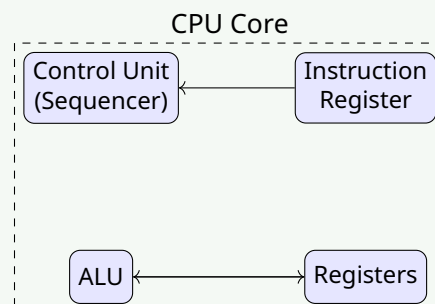 CPU Core
Control Unit
(Sequencer)
Instruction
Register
ALU
Registers